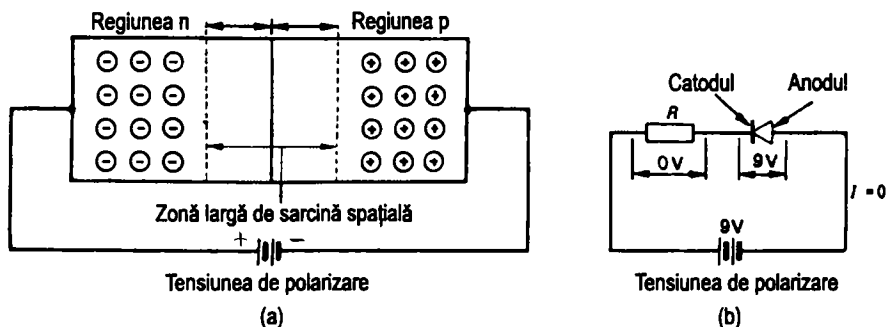 Regiunea n
Regiunea p
Zonă largă de sarcină spațială
+ −
Tensiunea de polarizare
(a)
Catodul
Anodul
R
0V
9V
I = 0
9V
Tensiunea de polarizare
(b)